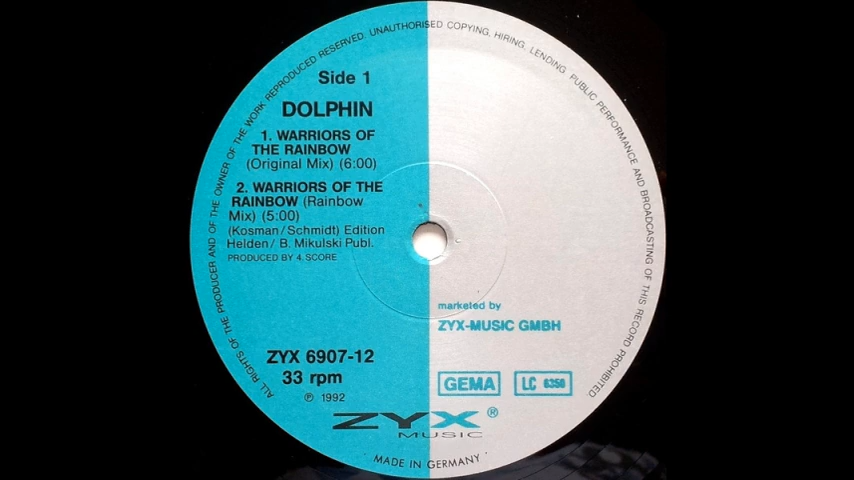 ALL RIGHTS OF THE PRODUCER AND OF THE OWNER OF THE WORK REPRODUCED RESERVED. UNAUTHORISED COPYING, HIRING, LENDING PUBLIC PERFORMANCE AND BROADCASTING OF THIS RECORD PROHIBITED
Side 1
DOLPHIN
1. WARRIORS OF
THE RAINBOW
(Original Mix) (6:00)
2. WARRIORS OF THE
RAINBOW (Rainbow
Mix) (5:00)
(Kosman/Schmidt) Edition
Helden/B. Mikulski Publ.
PRODUCED BY 4. SCORE
marketed by
ZYX-MUSIC GMBH
ZYX 6907-12
33 rpm
℗ 1992
GEMA
LC 6350
ZYX®
MUSIC
MADE IN GERMANY